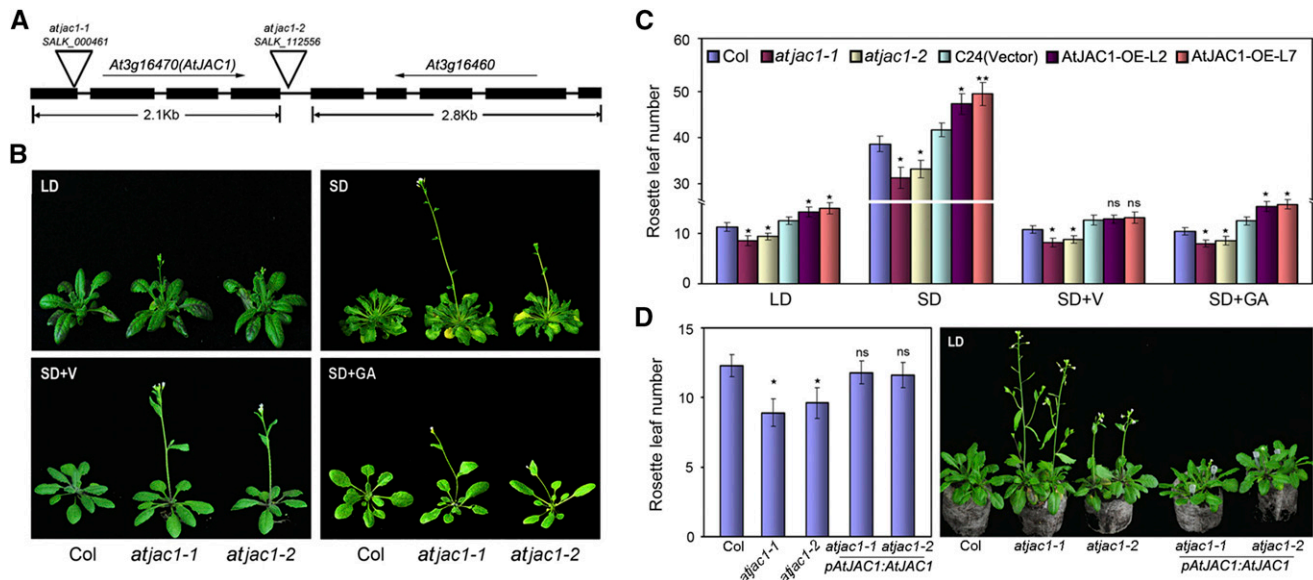 A
atjac1-1
SALK_000461
atjac1-2
SALK_112556
At3g16470(AtJAC1)
At3g16460
2.1Kb
2.8Kb
B
LD
SD
SD+V
SD+GA
Col
atjac1-1
atjac1-2
Col
atjac1-1
atjac1-2
C
Rosette leaf number
60
50
40
30
10
0
Col
atjac1-1
atjac1-2
C24(Vector)
AtJAC1-OE-L2
AtJAC1-OE-L7
★ ★ ★ ★
★ ★ ★ ★★
★ ★ ns ns
★ ★ ★ ★
LD
SD
SD+V
SD+GA
D
Rosette leaf number
15
10
5
0
★ ★ ns ns
Col
atjac1-1
atjac1-2
atjac1-1
atjac1-2
pAtJAC1:AtJAC1
LD
Col
atjac1-1
atjac1-2
atjac1-1
atjac1-2
pAtJAC1:AtJAC1